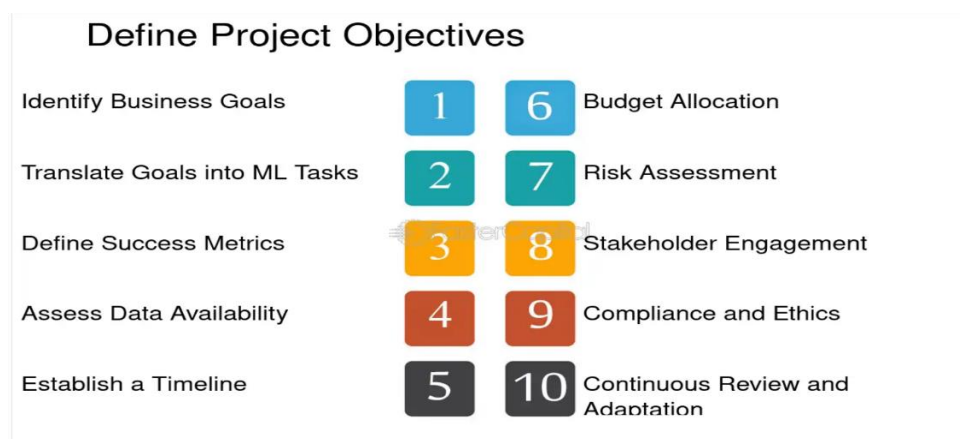 Define Project Objectives
Identify Business Goals
1
Translate Goals into ML Tasks
2
Define Success Metrics
3
Assess Data Availability
4
Establish a Timeline
5
6
Budget Allocation
7
Risk Assessment
8
Stakeholder Engagement
9
Compliance and Ethics
10
Continuous Review and
Adaptation